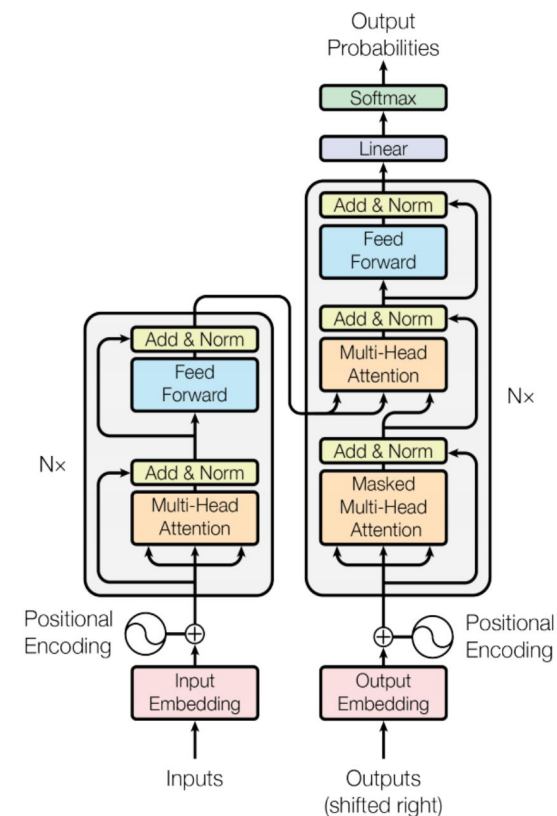 Output
Probabilities
Softmax
Linear
Add & Norm
Feed
Forward
Add & Norm
Multi-Head
Attention
Add & Norm
Masked
Multi-Head
Attention
Nx
Add & Norm
Feed
Forward
Add & Norm
Multi-Head
Attention
Nx
Positional
Encoding
Positional
Encoding
Input
Embedding
Output
Embedding
Inputs
Outputs
(shifted right)